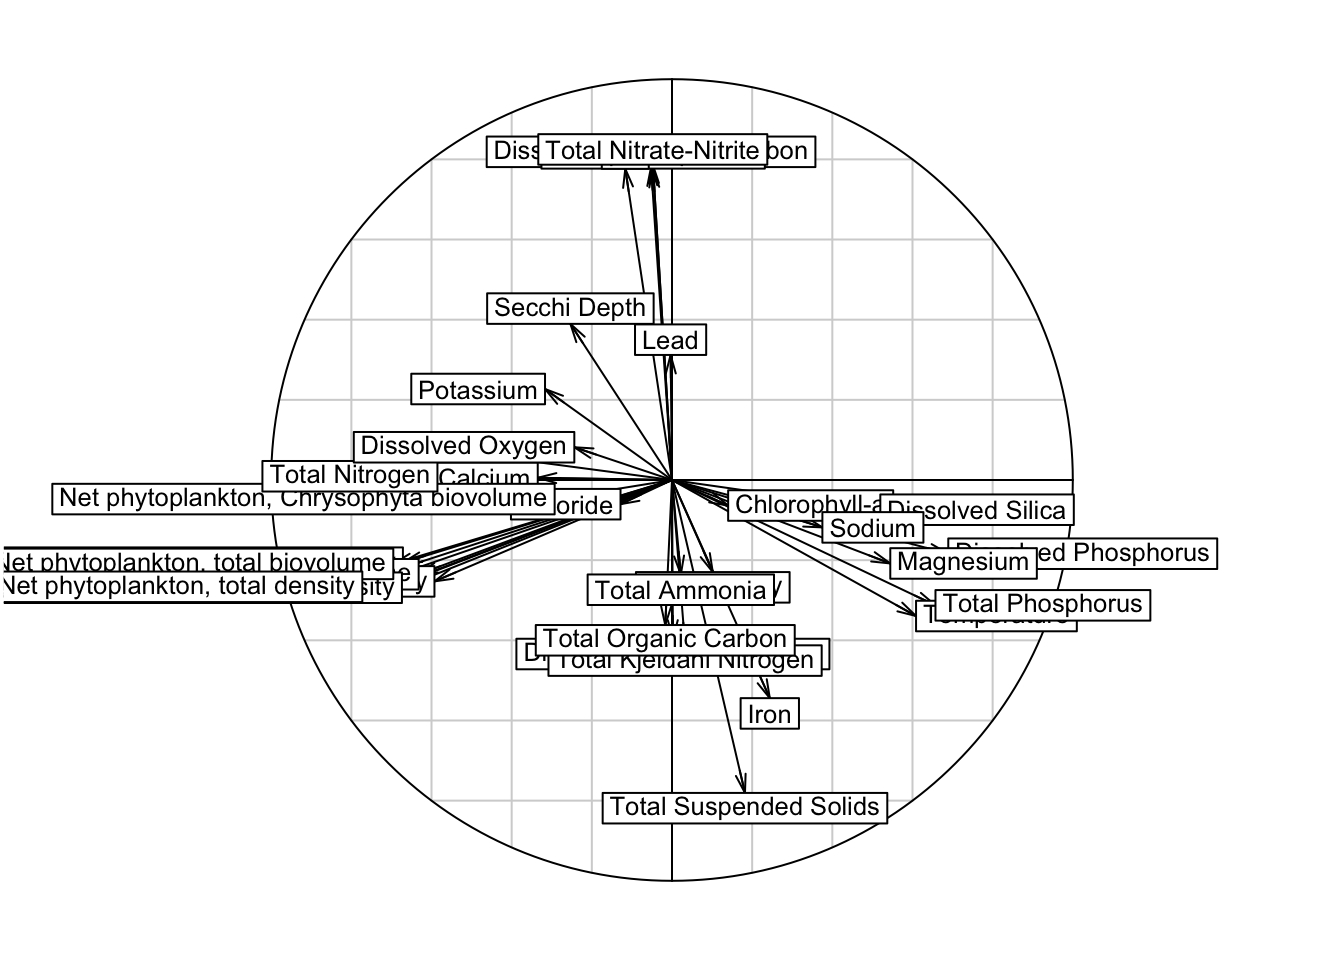 Diss Total Nitrate-Nitrite bon
Secchi Depth
Lead
Potassium
Dissolved Oxygen
Total Nitrogen Calcium
Net phytoplankton, Chrysophyta biovolume oride
Chlorophyll-a Dissolved Silica
Sodium
Dissolved Phosphorus
Magnesium
Net phytoplankton, total biovolume
Net phytoplankton, total density sity y
Total Ammonia y
Total Phosphorus
Temperature
Total Organic Carbon
Total Kjeldahl Nitrogen
Iron
Total Suspended Solids